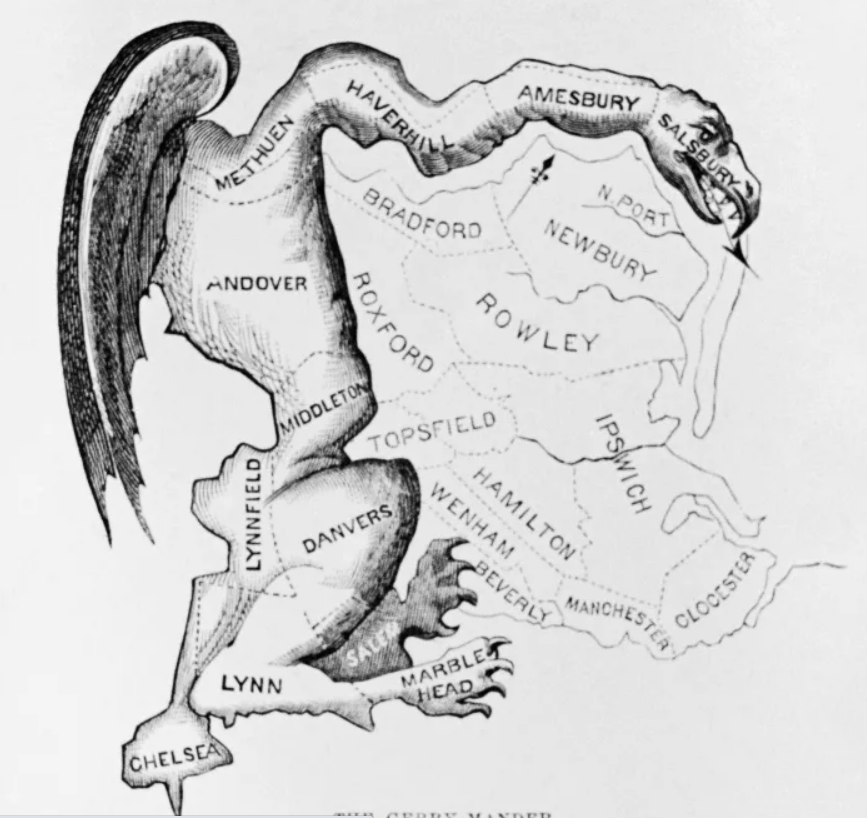 HAVERHILL
AMESBURY
SALSBURY
METHUEN
N. PORT
BRADFORD
NEWBURY
ANDOVER
ROXFORD
ROWLEY
MIDDLETON
TOPSFIELD
IPSWICH
LYNNFIELD
HAMILTON
WENHAM
DANVERS
BEVERLY
MANCHESTER
CLOCESTER
SALEM
LYNN
MARBLE
HEAD
CHELSEA
THE GERRY-MANDER